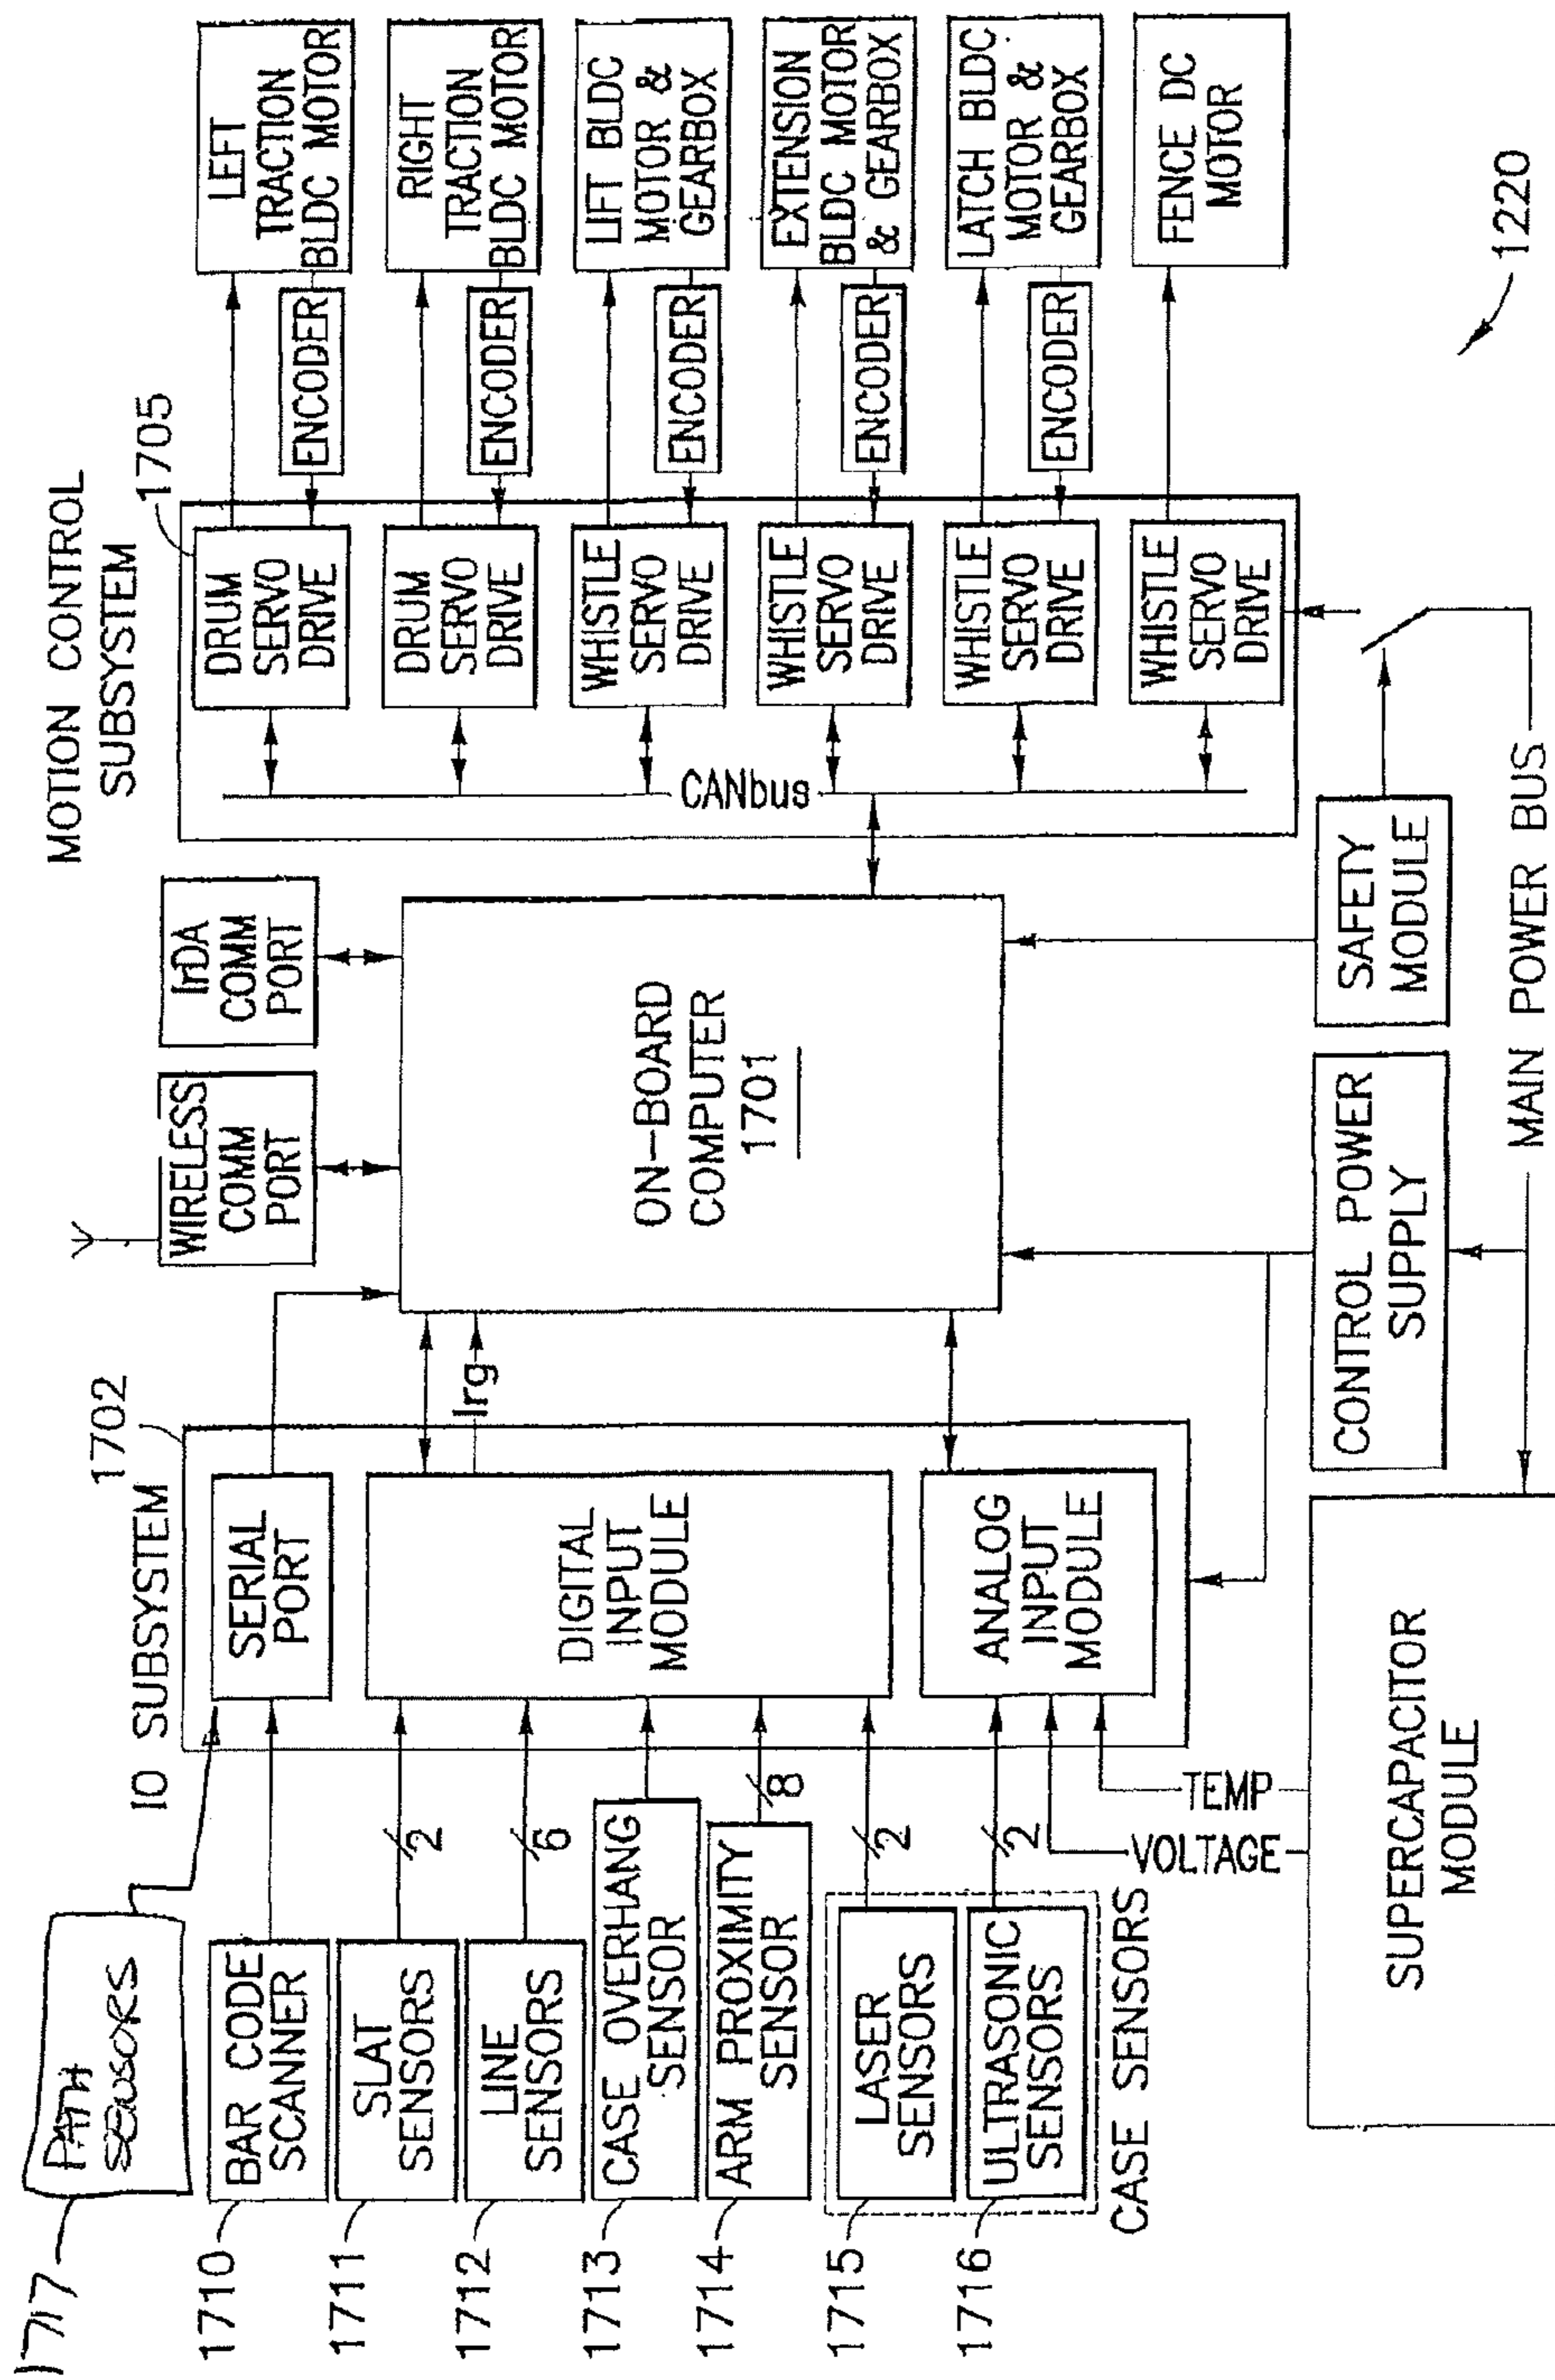 1717
PATH
SENSORS
1710
BAR CODE
SCANNER
1711
SLAT
SENSORS
2
1712
LINE
SENSORS
6
1713
CASE OVERHANG
SENSOR
1714
ARM PROXIMITY
SENSOR
8
1715
LASER
SENSORS
2
1716
ULTRASONIC
SENSORS
2
CASE SENSORS
VOLTAGE
TEMP
SUPERCAPACITOR
MODULE
IO SUBSYSTEM
1702
SERIAL
PORT
DIGITAL
INPUT
MODULE
ANALOG
INPUT
MODULE
Irg
WIRELESS
COMM
PORT
IrDA
COMM
PORT
ON-BOARD
COMPUTER
1701
CONTROL POWER
SUPPLY
SAFETY
MODULE
MAIN POWER BUS
MOTION CONTROL
SUBSYSTEM
1705
CANbus
DRUM
SERVO
DRIVE
DRUM
SERVO
DRIVE
WHISTLE
SERVO
DRIVE
WHISTLE
SERVO
DRIVE
WHISTLE
SERVO
DRIVE
WHISTLE
SERVO
DRIVE
ENCODER
ENCODER
ENCODER
ENCODER
ENCODER
LEFT
TRACTION
BLDC MOTOR
RIGHT
TRACTION
BLDC MOTOR
LIFT BLDC
MOTOR &
GEARBOX
EXTENSION
BLDC MOTOR
& GEARBOX
LATCH BLDC
MOTOR &
GEARBOX
FENCE DC
MOTOR
1220